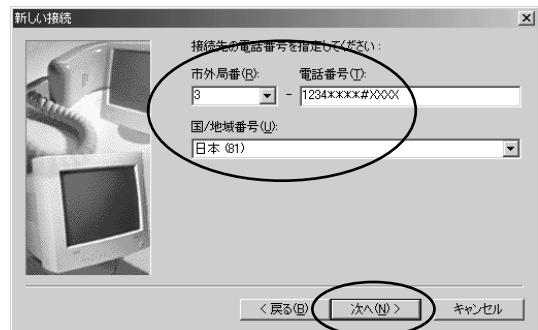 新しい接続
接続先の電話番号を指定してください:
市外局番(R): 電話番号(T):
3 - 1234****#XXXX
国/地域番号(U):
日本 (81)
< 戻る(B) 次へ(N) > キャンセル